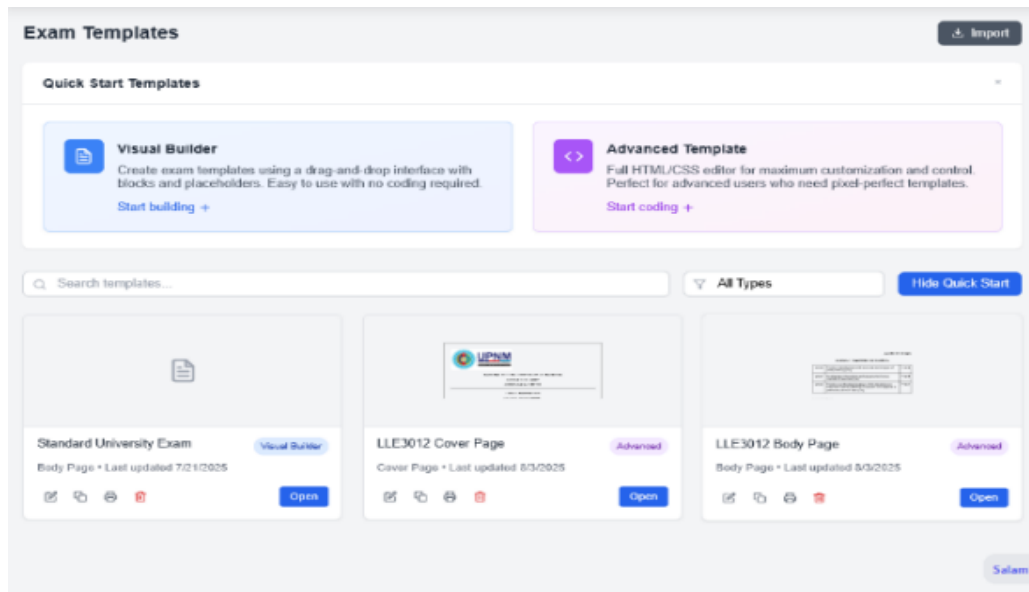 Exam Templates
Import
Quick Start Templates
Visual Builder
Create exam templates using a drag-and-drop interface with
blocks and placeholders. Easy to use with no coding required.
Start building +
Advanced Template
Full HTML/CSS editor for maximum customization and control.
Perfect for advanced users who need pixel-perfect templates.
Start coding +
Search templates...
All Types
Hide Quick Start
UPNM
Standard University Exam
Visual Builder
Body Page • Last updated 7/21/2025
Open
LLE3012 Cover Page
Advanced
Cover Page • Last updated 8/3/2025
Open
LLE3012 Body Page
Advanced
Body Page • Last updated 8/3/2025
Open
Salam